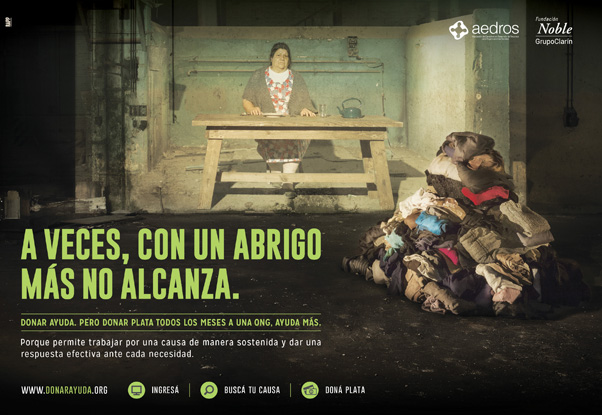 aedros
Fundación
Noble
GrupoClarín
A VECES, CON UN ABRIGO
MÁS NO ALCANZA.
DONAR AYUDA. PERO DONAR PLATA TODOS LOS MESES A UNA ONG, AYUDA MÁS.
Porque permite trabajar por una causa de manera sostenida y dar una
respuesta efectiva ante cada necesidad.
WWW.DONARAYUDA.ORG INGRESÁ BUSCÁ TU CAUSA DONÁ PLATA